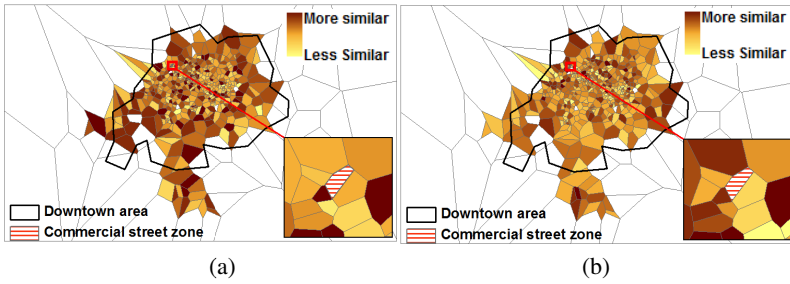 More similar
Less Similar
Downtown area
Commercial street zone
(a)
More similar
Less Similar
Downtown area
Commercial street zone
(b)